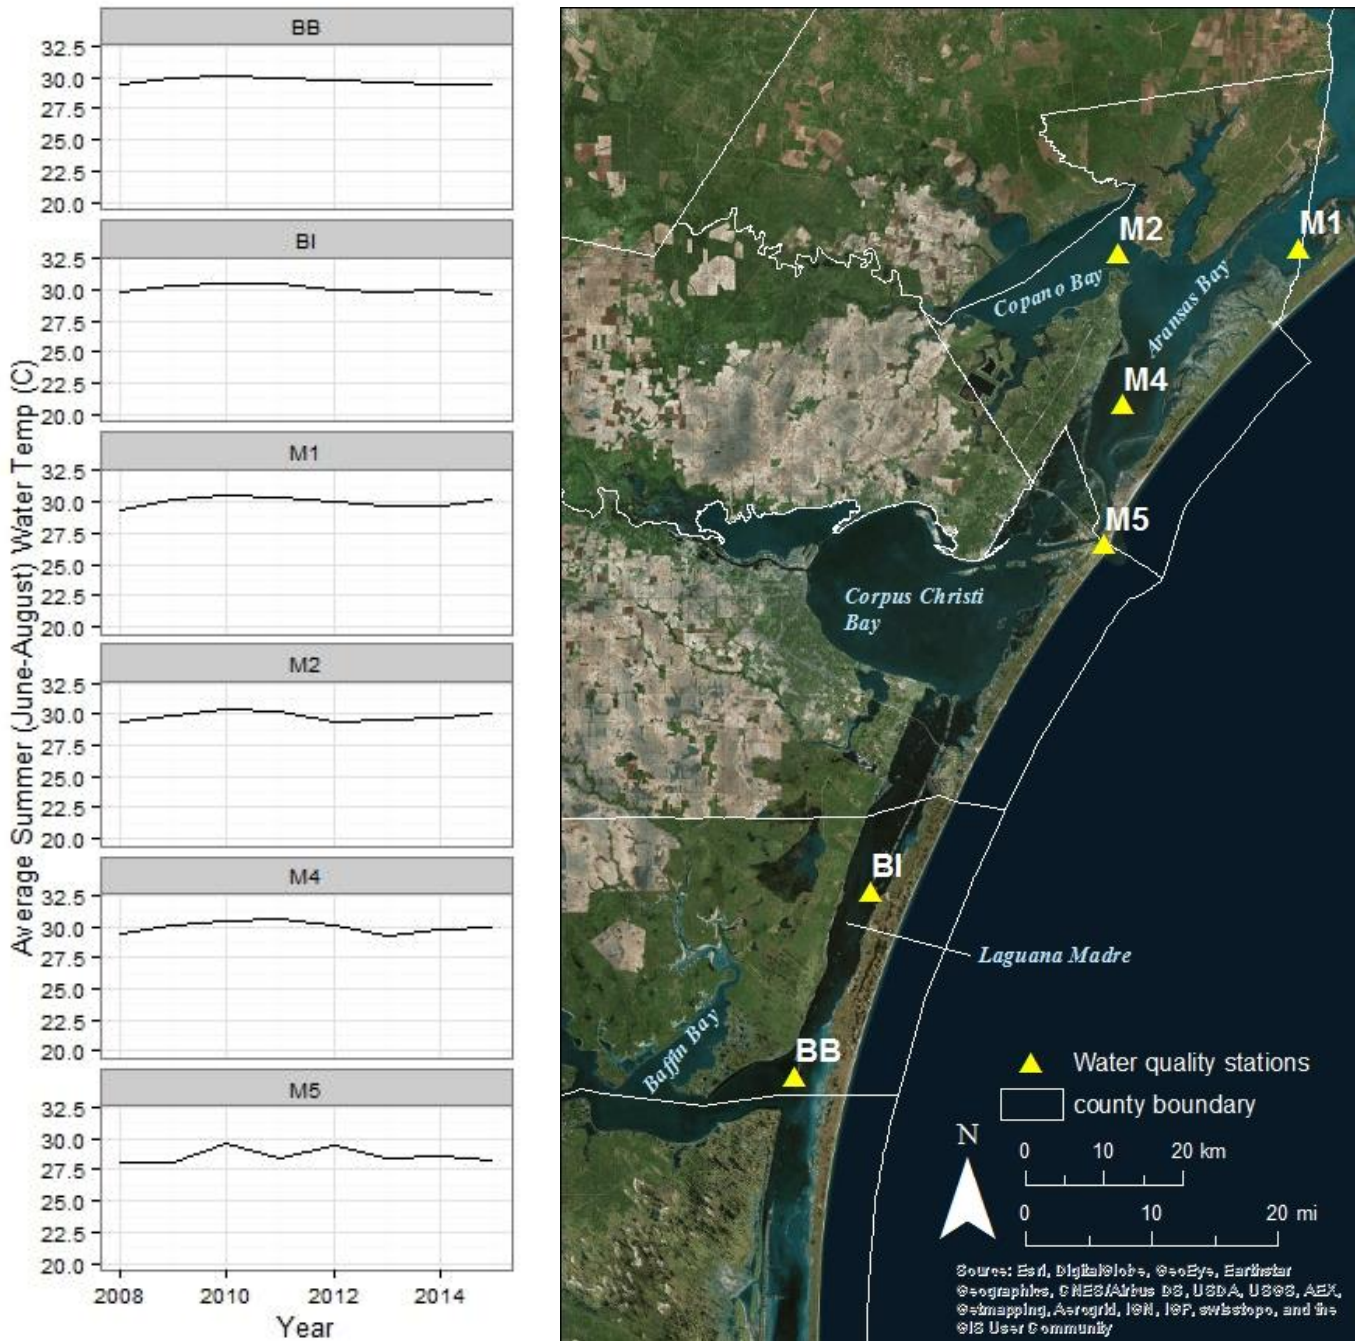 Average Summer (June-August) Water Temp (C)
BB
32.5
30.0
27.5
25.0
22.5
20.0
BI
32.5
30.0
27.5
25.0
22.5
20.0
M1
32.5
30.0
27.5
25.0
22.5
20.0
M2
32.5
30.0
27.5
25.0
22.5
20.0
M4
32.5
30.0
27.5
25.0
22.5
20.0
M5
32.5
30.0
27.5
25.0
22.5
20.0
2008 2010 2012 2014
Year
M2
M1
Copano Bay
Aransas Bay
M4
M5
Corpus Christi
Bay
BI
Laguana Madre
Baffin Bay
BB
Water quality stations
county boundary
N
0 10 20 km
0 10 20 mi
Source: Esri, DigitalGlobe, GeoEye, Earthstar
Geographics, CNES/Airbus DS, USDA, USGS, AEX,
Getmapping, Aerogrid, IGN, IGP, swisstopo, and the
GIS User Community